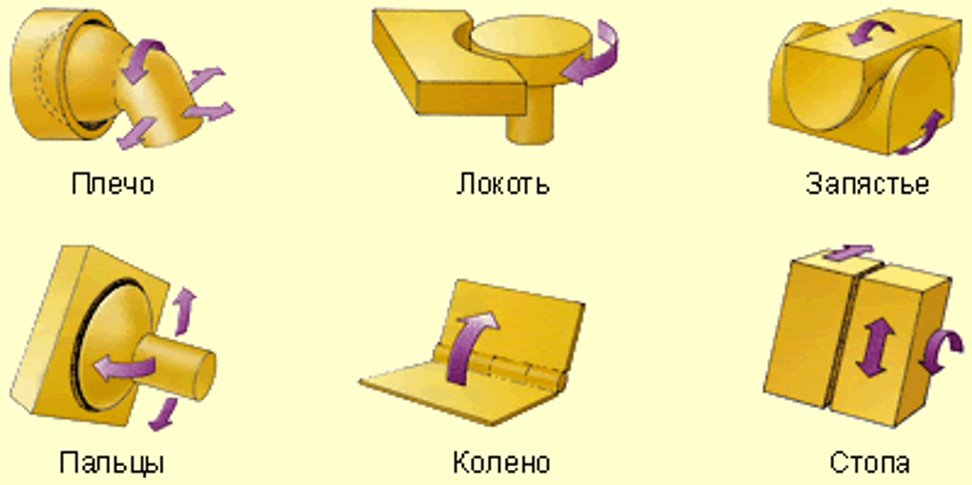 Плечо
Локоть
Запястье
Пальцы
Колено
Стопа